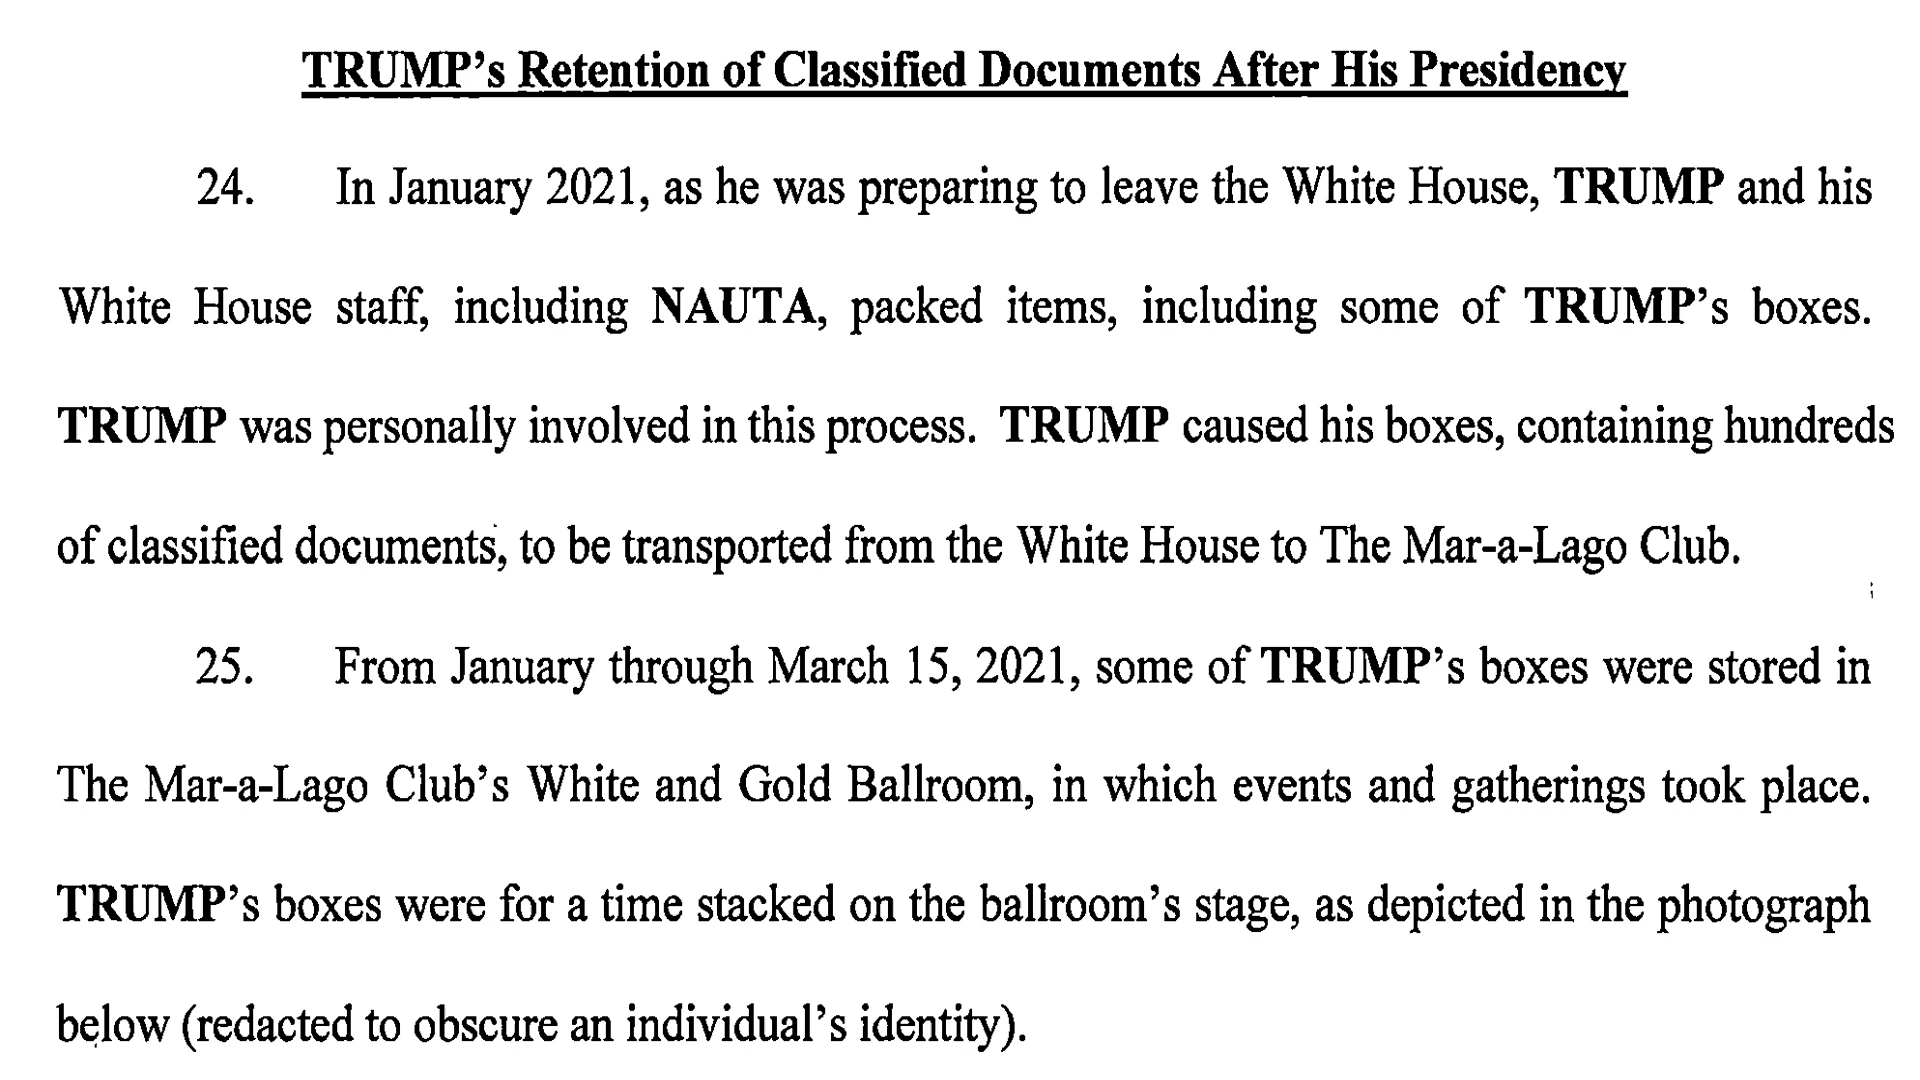 TRUMP's Retention of Classified Documents After His Presidency
24. In January 2021, as he was preparing to leave the White House, TRUMP and his
White House staff, including NAUTA, packed items, including some of TRUMP's boxes.
TRUMP was personally involved in this process. TRUMP caused his boxes, containing hundreds
of classified documents, to be transported from the White House to The Mar-a-Lago Club.
25. From January through March 15, 2021, some of TRUMP's boxes were stored in
The Mar-a-Lago Club's White and Gold Ballroom, in which events and gatherings took place.
TRUMP's boxes were for a time stacked on the ballroom's stage, as depicted in the photograph
below (redacted to obscure an individual's identity).